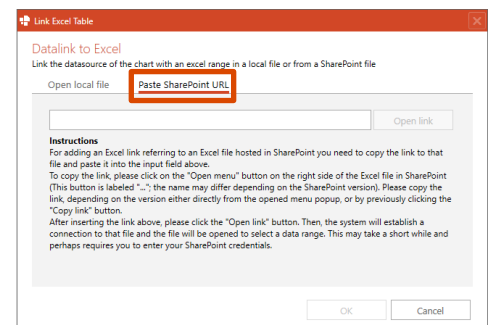 Link Excel Table
Datalink to Excel
Link the datasource of the chart with an excel range in a local file or from a SharePoint file
Open local file
Paste SharePoint URL
Open link
Instructions
For adding an Excel link referring to an Excel file hosted in SharePoint you need to copy the link to that
file and paste it into the input field above.
To copy the link, please click on the "Open menu" button on the right side of the Excel file in SharePoint
(This button is labeled "..."; the name may differ depending on the SharePoint version). Please copy the
link, depending on the version either directly from the opened menu popup, or by previously clicking the
"Copy link" button.
After inserting the link above, please click the "Open link" button. Then, the system will establish a
connection to that file and the file will be opened to select a data range. This may take a short while and
perhaps requires you to enter your SharePoint credentials.
OK
Cancel